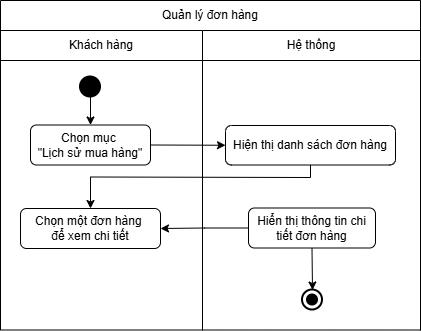 Quản lý đơn hàng
Khách hàng
Hệ thống
Chọn mục
"Lịch sử mua hàng"
Hiện thị danh sách đơn hàng
Chọn một đơn hàng
để xem chi tiết
Hiển thị thông tin chi
tiết đơn hàng